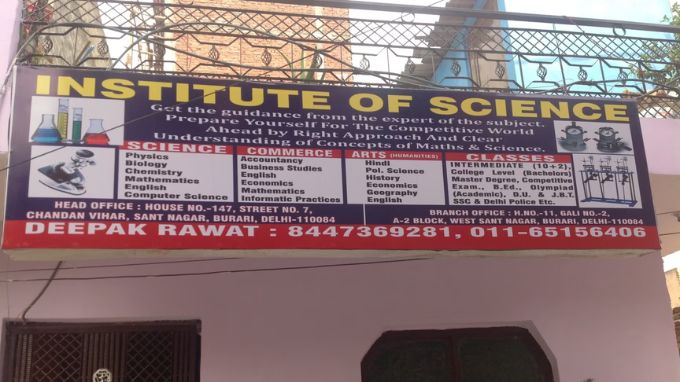 INSTITUTE OF SCIENCE
Get the guidance from the expert of the subject.
Prepare Yourself For The Competitive World
Ahead by Right Approach And Clear
Understanding of Concepts of Maths & Science.
SCIENCE
Physics
Biology
Chemistry
Mathematics
English
Computer Science
COMMERCE
Accountancy
Business Studies
English
Economics
Mathematics
Informatic Practices
ARTS (HUMANITIES)
Hindi
Pol. Science
History
Economics
Geography
English
CLASSES
INTERMEDIATE (10+2),
College Level (Bachelors)
Master Degree, Competitive
Exam., B.Ed., Olympiad
(Academic), D.U. & J.B.T.
SSC & Delhi Police Etc.
HEAD OFFICE : HOUSE NO.-147, STREET NO. 7,
CHANDAN VIHAR, SANT NAGAR, BURARI, DELHI-110084
BRANCH OFFICE : H.NO.-11, GALI NO.-2,
A-2 BLOCK, WEST SANT NAGAR, BURARI, DELHI-110084
DEEPAK RAWAT : 8447369281, 011-65156406